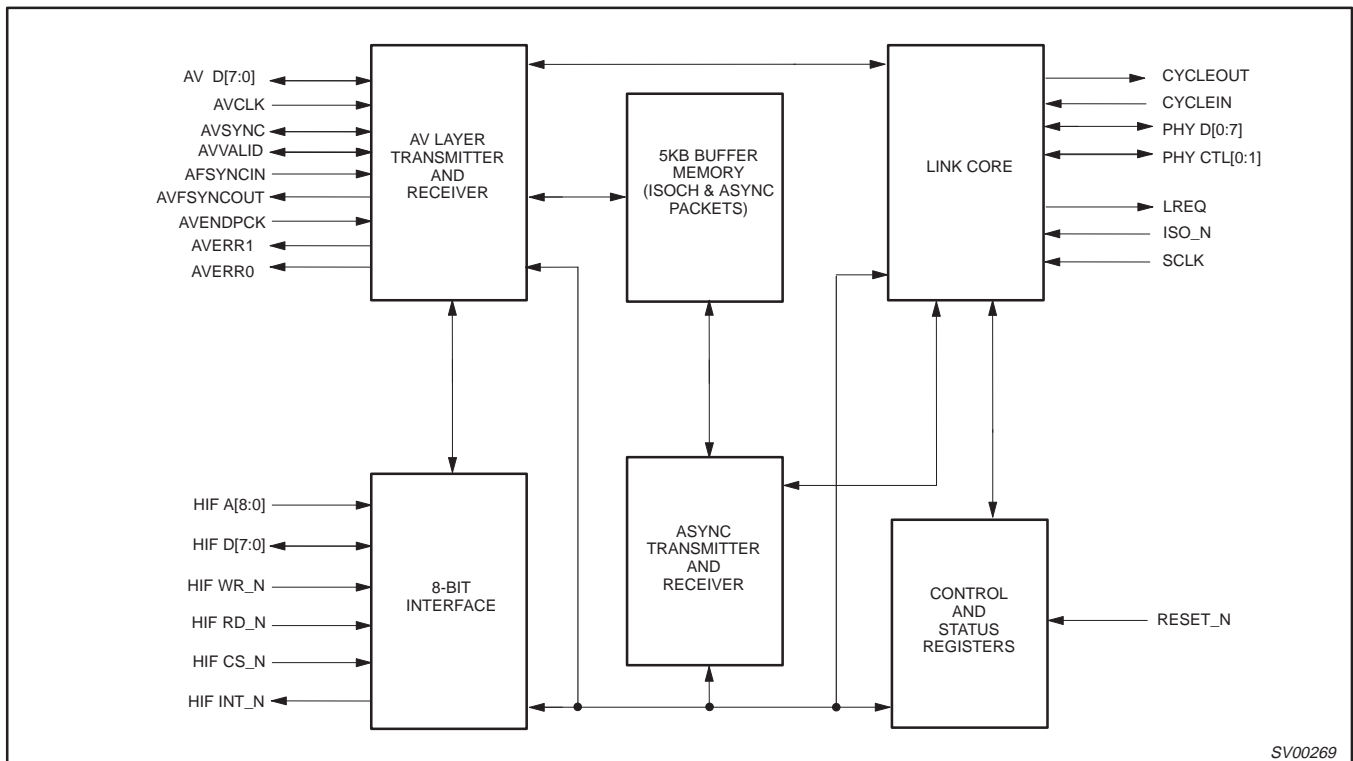 AV D[7:0]
AVCLK
AVSYNC
AVVALID
AFSYNCIN
AVFSYNCOUT
AVENDPCK
AVERR1
AVERR0
AV LAYER
TRANSMITTER
AND
RECEIVER
5KB BUFFER
MEMORY
(ISOCH & ASYNC
PACKETS)
LINK CORE
CYCLEOUT
CYCLEIN
PHY D[0:7]
PHY CTL[0:1]
LREQ
ISO_N
SCLK
HIF A[8:0]
HIF D[7:0]
HIF WR_N
HIF RD_N
HIF CS_N
HIF INT_N
8-BIT
INTERFACE
ASYNC
TRANSMITTER
AND
RECEIVER
CONTROL
AND
STATUS
REGISTERS
RESET_N
SV00269